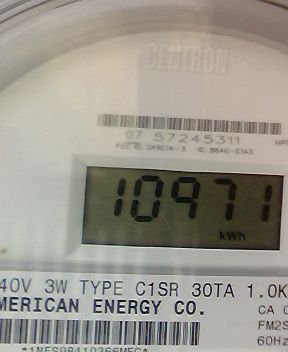 CENTRON®
07 57245311
10971
kWh
40V 3W TYPE C1SR 30TA 1.0K
MERICAN ENERGY CO.
CA
FM2S
60Hz